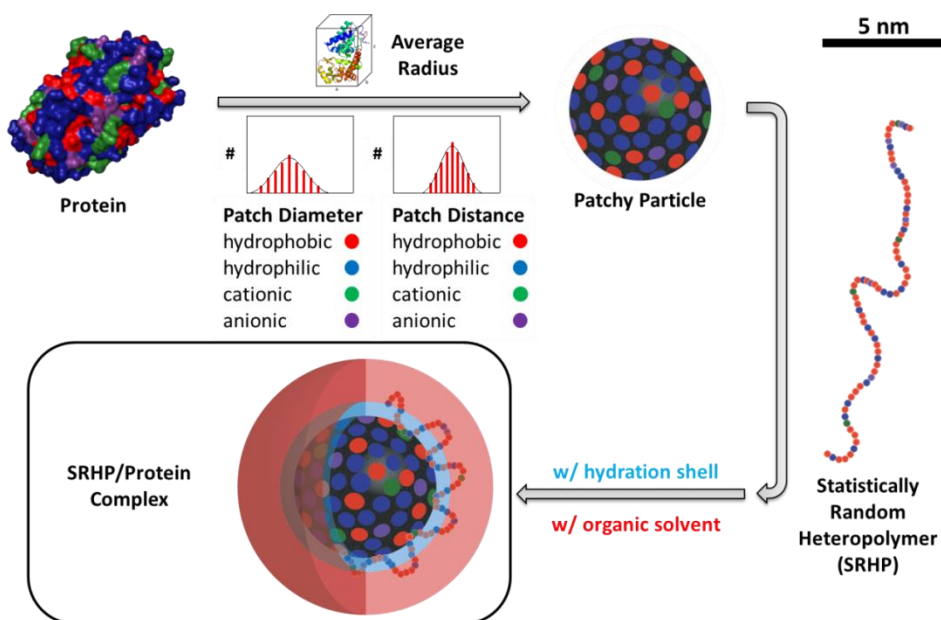 5 nm
Average
Radius
#
#
Protein
Patchy Particle
Patch Diameter
hydrophobic
hydrophilic
cationic
anionic
Patch Distance
hydrophobic
hydrophilic
cationic
anionic
SRHP/Protein
Complex
w/ hydration shell
w/ organic solvent
Statistically
Random
Heteropolymer
(SRHP)